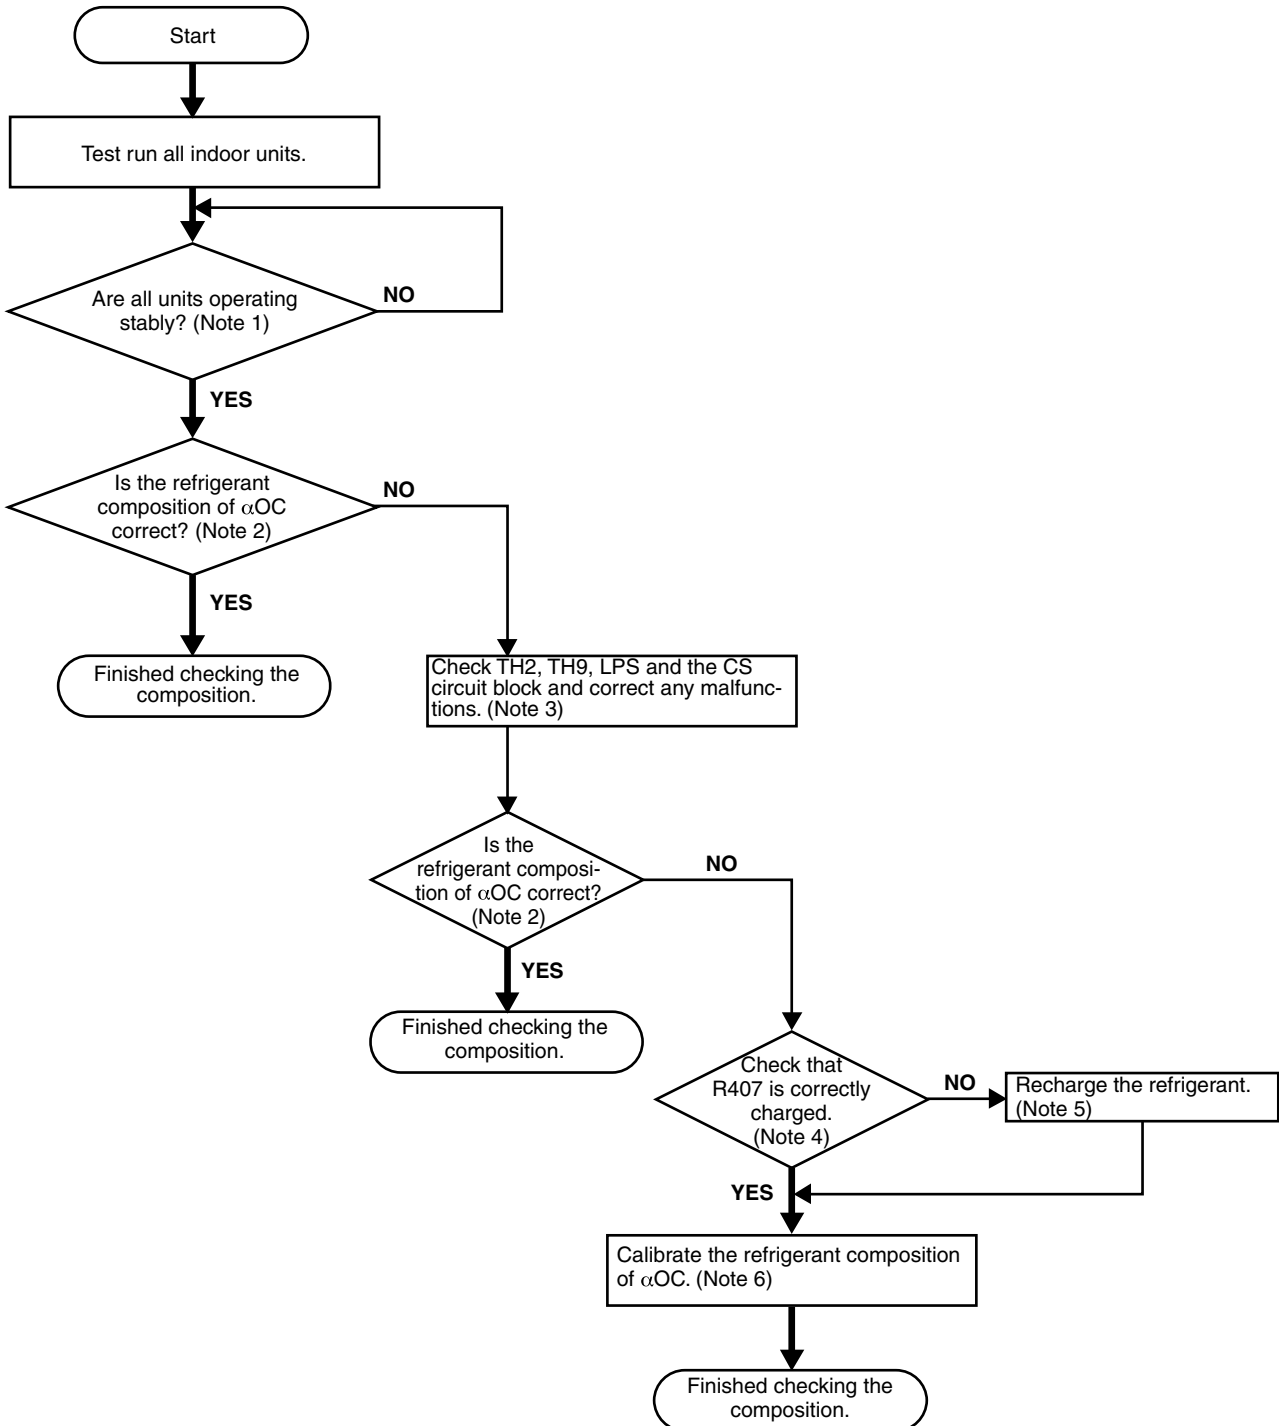 Start
Test run all indoor units.
Are all units operating
stably? (Note 1)
NO
YES
Is the refrigerant
composition of αOC
correct? (Note 2)
NO
YES
Finished checking the
composition.
Check TH2, TH9, LPS and the CS
circuit block and correct any malfunc-
tions. (Note 3)
Is the
refrigerant composi-
tion of αOC correct?
(Note 2)
NO
YES
Finished checking the
composition.
Check that
R407 is correctly
charged.
(Note 4)
NO
Recharge the refrigerant.
(Note 5)
YES
Calibrate the refrigerant composition
of αOC. (Note 6)
Finished checking the
composition.